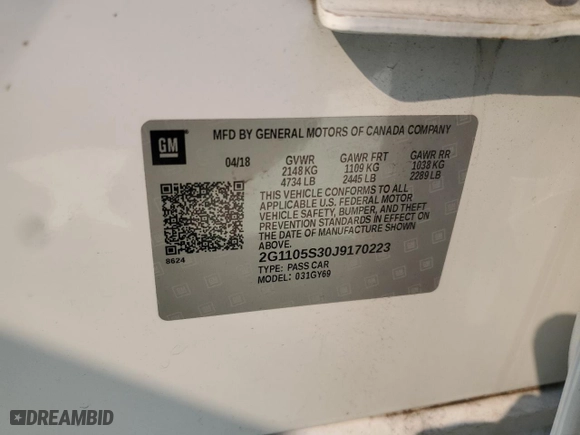 GM
MFD BY GENERAL MOTORS OF CANADA COMPANY
04/18 GVWR GAWR FRT GAWR RR
2148 KG 1109 KG 1038 KG
4734 LB 2445 LB 2289 LB
THIS VEHICLE CONFORMS TO ALL
APPLICABLE U.S. FEDERAL MOTOR
VEHICLE SAFETY, BUMPER, AND THEFT
PREVENTION STANDARDS IN EFFECT ON
THE DATE OF MANUFACTURE SHOWN
ABOVE.
8624
2G1105S30J9170223
TYPE: PASS CAR
MODEL: 031GY69
DREAMBID